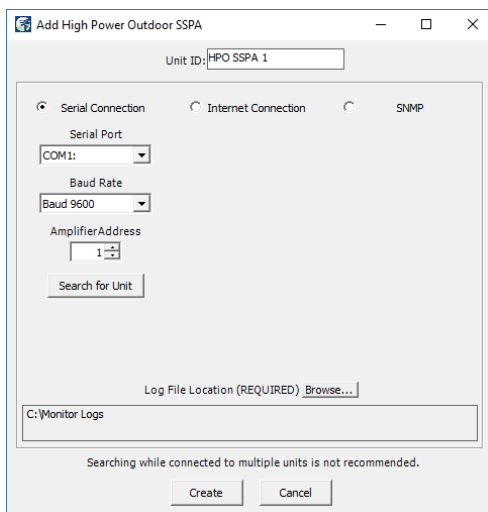 Add High Power Outdoor SSPA
Unit ID: HPO SSPA 1
Serial Connection Internet Connection SNMP
Serial Port
COM1:
Baud Rate
Baud 9600
AmplifierAddress
1
Search for Unit
Log File Location (REQUIRED) Browse...
C:\Monitor Logs
Searching while connected to multiple units is not recommended.
Create Cancel